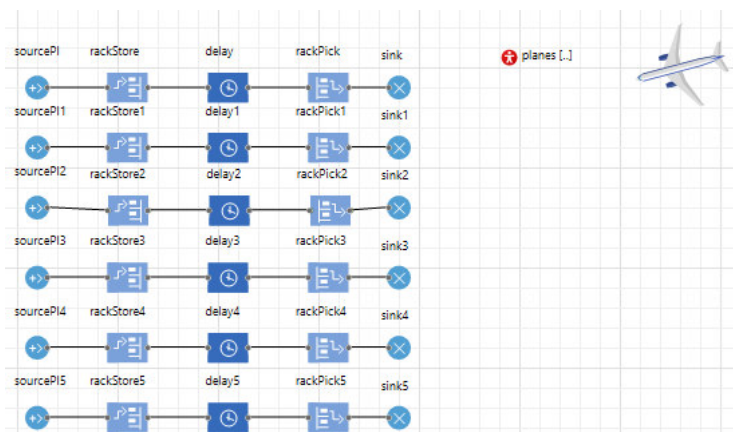 sourcePl rackStore delay rackPick sink planes [..]
sourcePl1 rackStore1 delay1 rackPick1 sink1
sourcePl2 rackStore2 delay2 rackPick2 sink2
sourcePl3 rackStore3 delay3 rackPick3 sink3
sourcePl4 rackStore4 delay4 rackPick4 sink4
sourcePl5 rackStore5 delay5 rackPick5 sink5